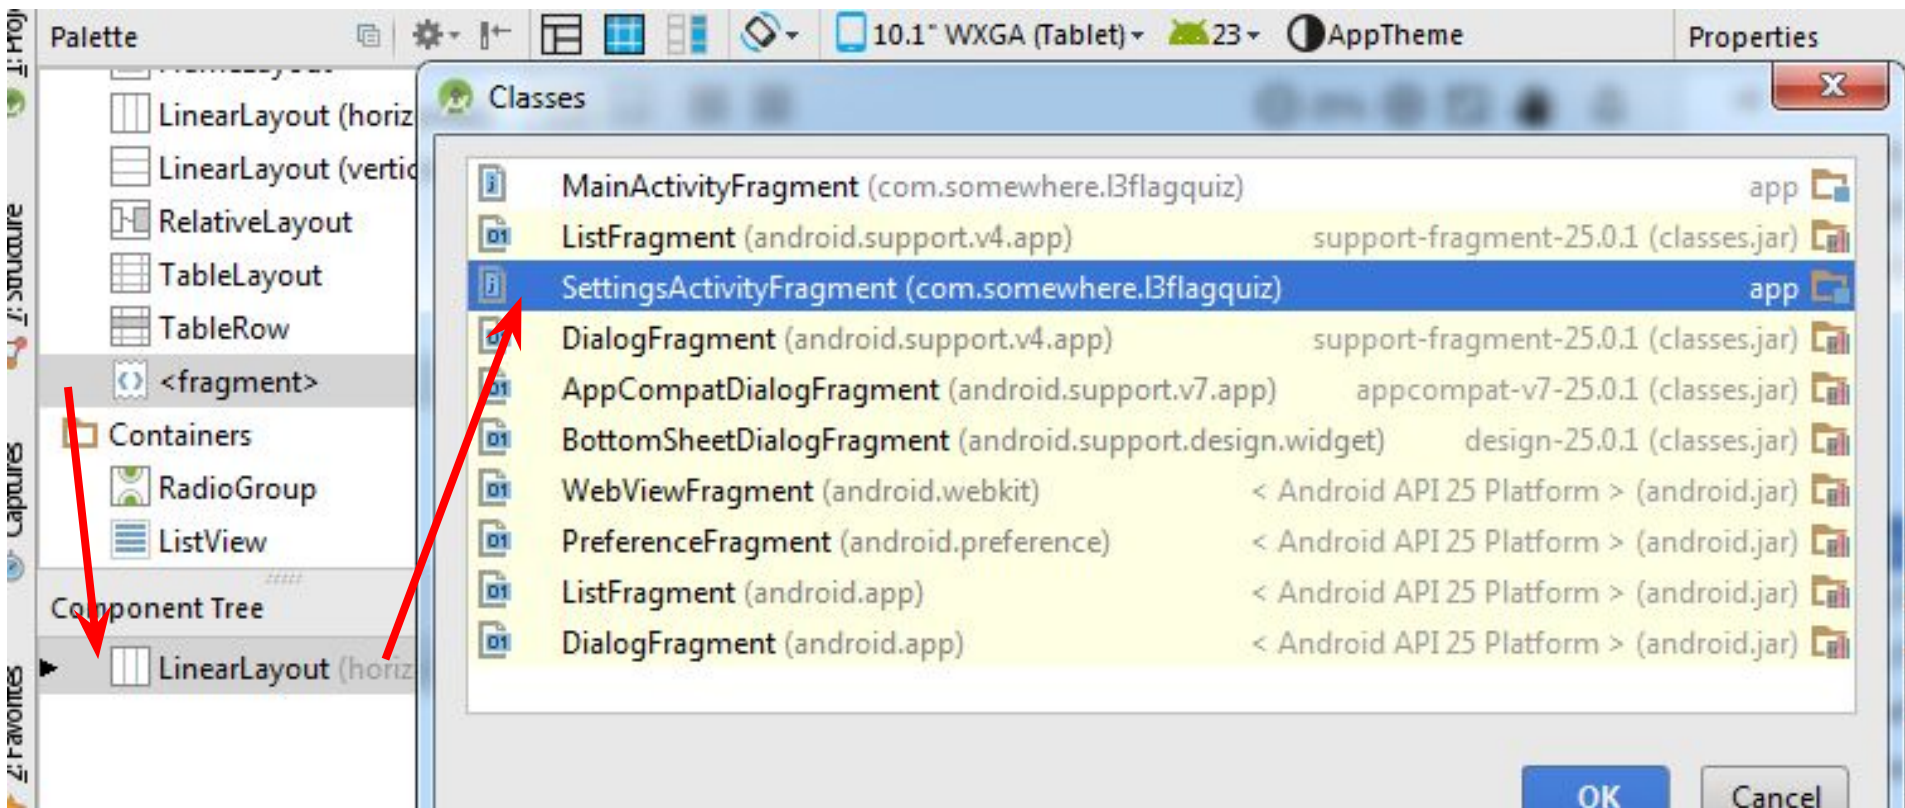 Palette
10.1" WXGA (Tablet)
23
AppTheme
Properties
LinearLayout (horiz
LinearLayout (vertic
RelativeLayout
TableLayout
TableRow
<fragment>
Containers
RadioGroup
ListView
Component Tree
LinearLayout (horiz
7: Structure
Captures
2: Favorites
Classes
MainActivityFragment (com.somewhere.l3flagquiz) app
ListFragment (android.support.v4.app) support-fragment-25.0.1 (classes.jar)
SettingsActivityFragment (com.somewhere.l3flagquiz) app
DialogFragment (android.support.v4.app) support-fragment-25.0.1 (classes.jar)
AppCompatDialogFragment (android.support.v7.app) appcompat-v7-25.0.1 (classes.jar)
BottomSheetDialogFragment (android.support.design.widget) design-25.0.1 (classes.jar)
WebViewFragment (android.webkit) < Android API 25 Platform > (android.jar)
PreferenceFragment (android.preference) < Android API 25 Platform > (android.jar)
ListFragment (android.app) < Android API 25 Platform > (android.jar)
DialogFragment (android.app) < Android API 25 Platform > (android.jar)
OK
Cancel